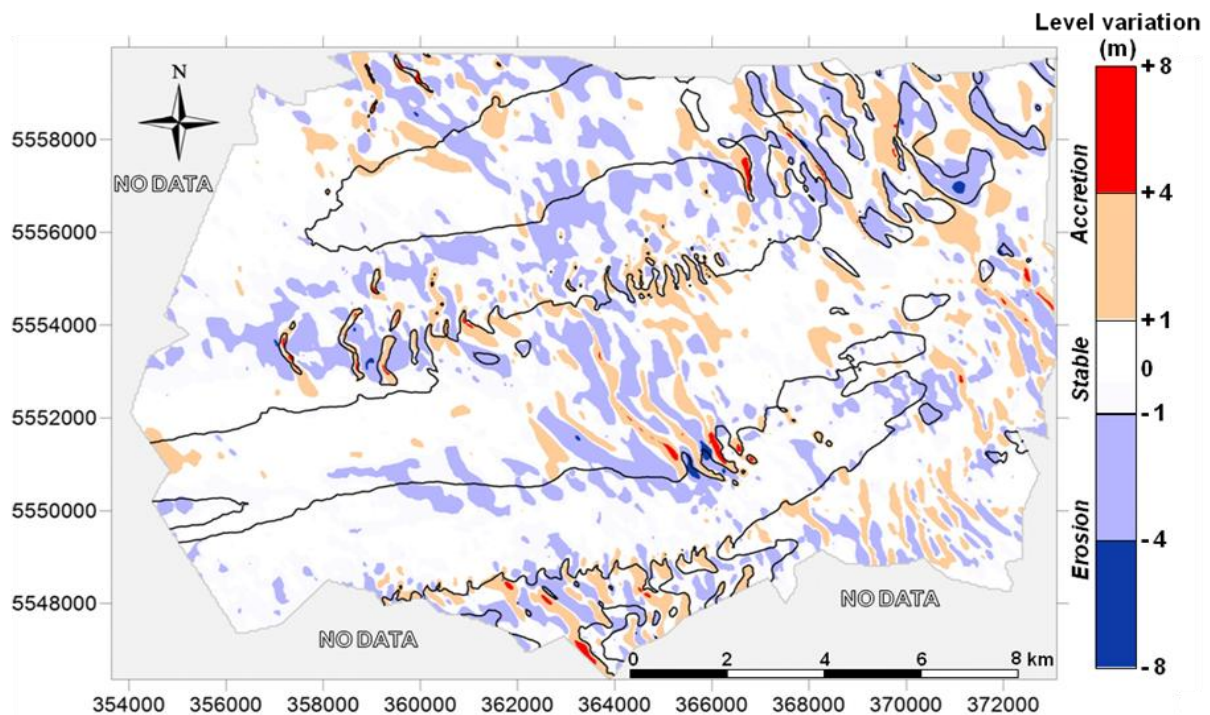 Level variation
(m)
N
+8
5558000
NO DATA
Accretion
+4
5556000
+1
5554000
Stable
0
5552000
-1
5550000
Erosion
-4
5548000
NO DATA
NO DATA
0 2 4 6 8 km
-8
354000 356000 358000 360000 362000 364000 366000 368000 370000 372000